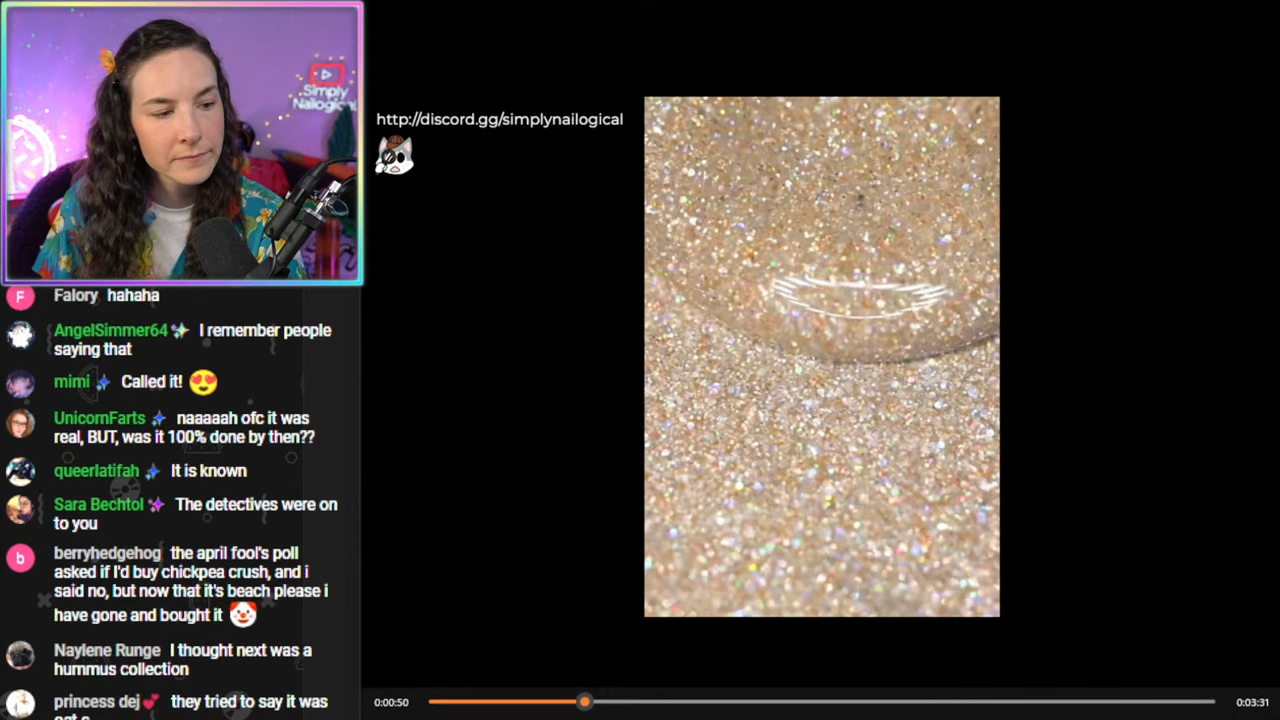 Simply
Nailogical
http://discord.gg/simplynailogical
F Falory hahaha
AngelSimmer64 I remember people
saying that
mimi Called it!
UnicornFarts naaaaah ofc it was
real, BUT, was it 100% done by then??
queerlatifah It is known
Sara Bechtol The detectives were on
to you
b berryhedgehog the april fool's poll
asked if I'd buy chickpea crush, and i
said no, but now that it's beach please i
have gone and bought it
Naylene Runge I thought next was a
hummus collection
princess dej they tried to say it was
0:00:50
0:03:31